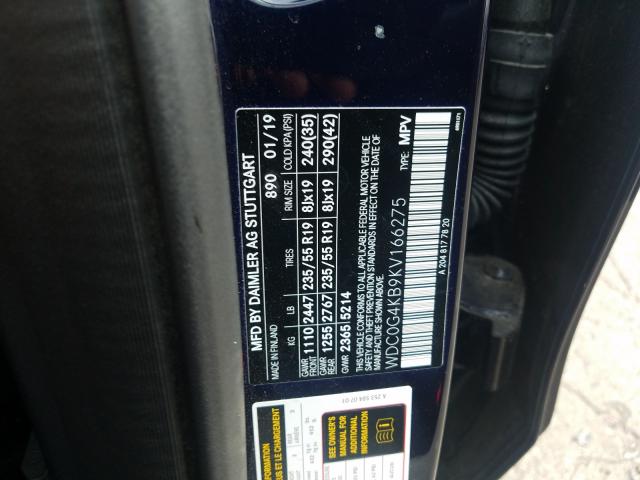 MFD BY DAIMLER AG STUTTGART
MADE IN FINLAND 890 01/19
KG LB TIRES RIM SIZE COLD KPA(PSI)
GAWR FRONT 1110 2447 235/55 R19 8Jx19 240(35)
GAWR REAR 1255 2767 235/55 R19 8Jx19 290(42)
GVWR 2365 5214
THIS VEHICLE CONFORMS TO ALL APPLICABLE FEDERAL MOTOR VEHICLE
SAFETY AND THEFT PREVENTION STANDARDS IN EFFECT ON THE DATE OF
MANUFACTURE SHOWN ABOVE.
WDC0G4KB9KV166275 TYPE: MPV
A 204 817 78 20
A 253 584 07 01
SEE OWNER'S
MANUAL FOR
ADDITIONAL
INFORMATION